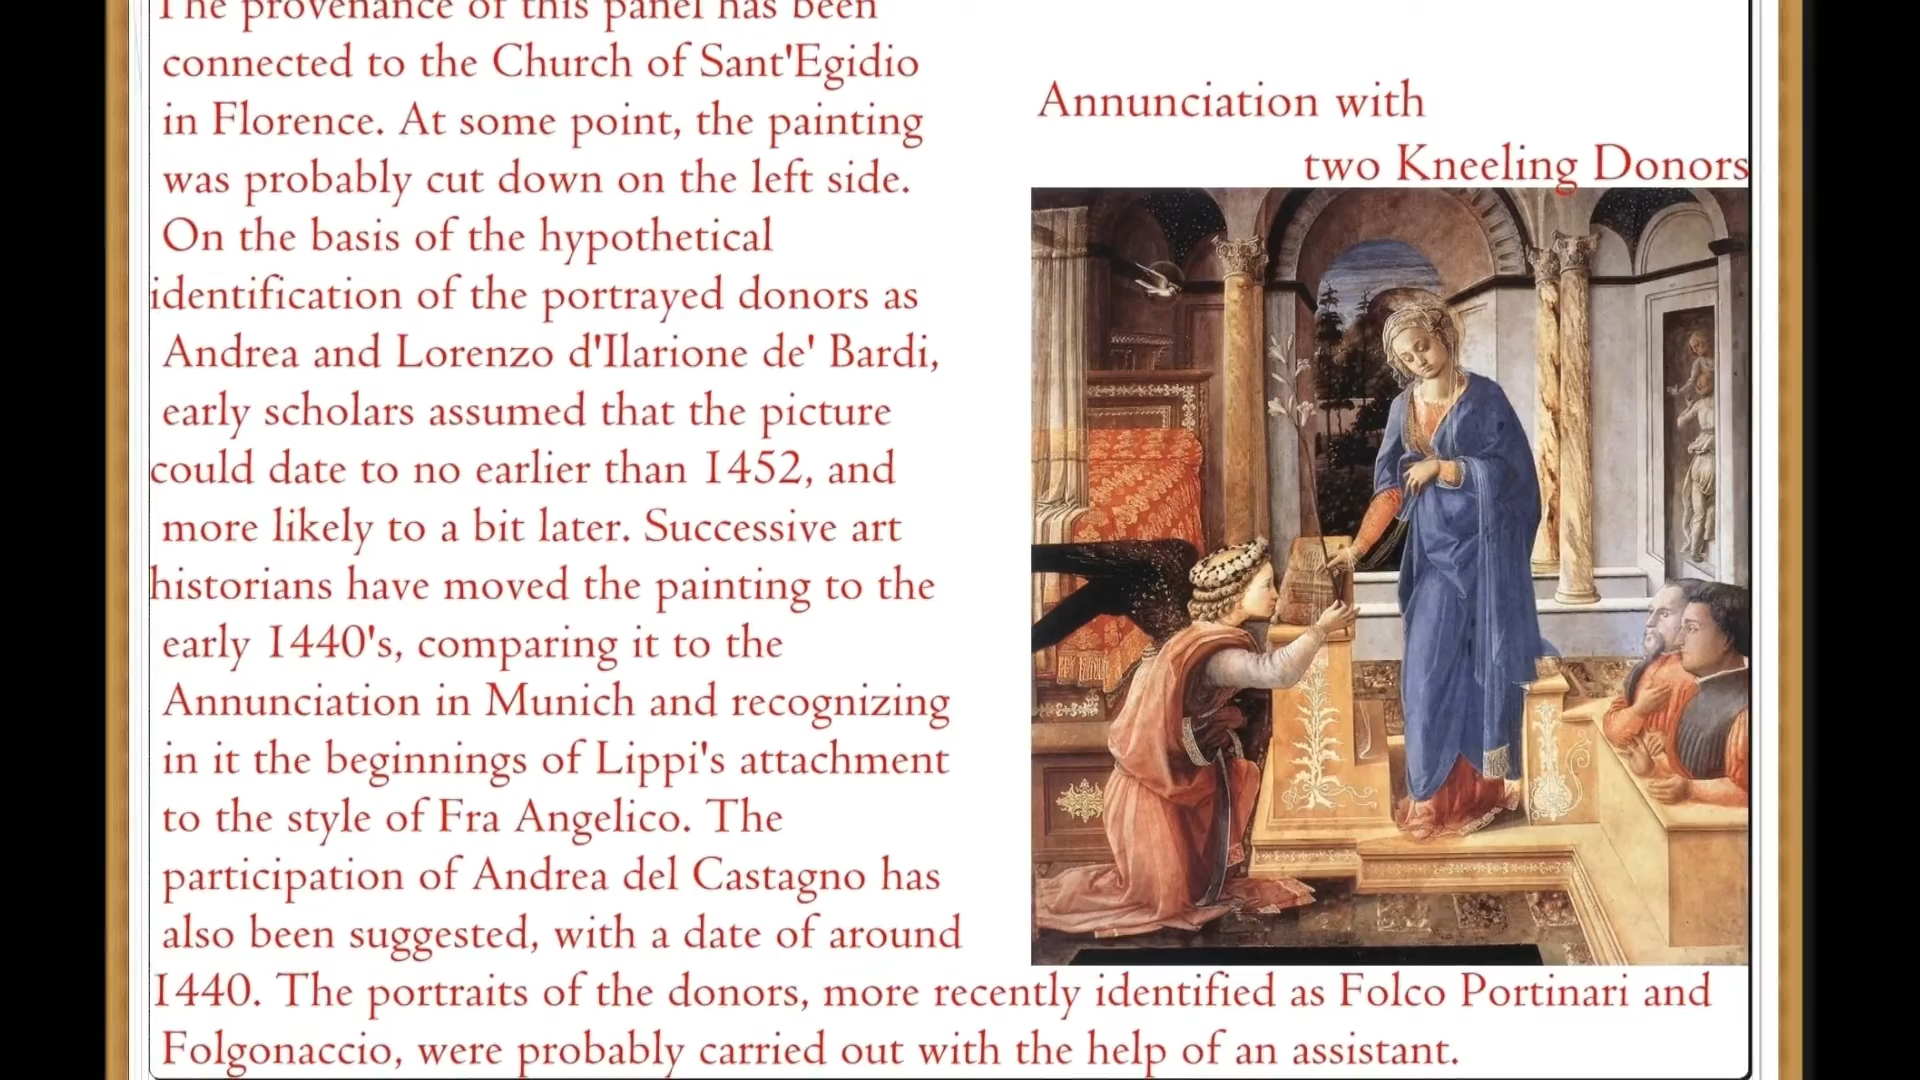 The provenance of this panel has been
connected to the Church of Sant'Egidio
in Florence. At some point, the painting
was probably cut down on the left side.
On the basis of the hypothetical
identification of the portrayed donors as
Andrea and Lorenzo d'Ilarione de' Bardi,
early scholars assumed that the picture
could date to no earlier than 1452, and
more likely to a bit later. Successive art
historians have moved the painting to the
early 1440's, comparing it to the
Annunciation in Munich and recognizing
in it the beginnings of Lippi's attachment
to the style of Fra Angelico. The
participation of Andrea del Castagno has
also been suggested, with a date of around
1440. The portraits of the donors, more recently identified as Folco Portinari and
Folgonaccio, were probably carried out with the help of an assistant.
Annunciation with
two Kneeling Donors